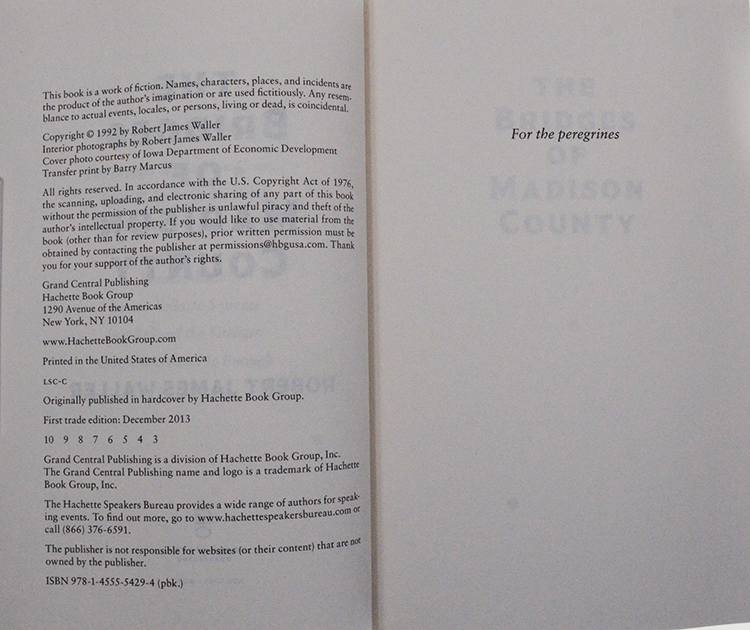 This book is a work of fiction. Names, characters, places, and incidents are
the product of the author's imagination or are used fictitiously. Any resem-
blance to actual events, locales, or persons, living or dead, is coincidental.
Copyright © 1992 by Robert James Waller
Interior photographs by Robert James Waller
Cover photo courtesy of Iowa Department of Economic Development
Transfer print by Barry Marcus
All rights reserved. In accordance with the U.S. Copyright Act of 1976,
the scanning, uploading, and electronic sharing of any part of this book
without the permission of the publisher is unlawful piracy and theft of the
author's intellectual property. If you would like to use material from the
book (other than for review purposes), prior written permission must be
obtained by contacting the publisher at permissions@hbgusa.com. Thank
you for your support of the author's rights.
Grand Central Publishing
Hachette Book Group
1290 Avenue of the Americas
New York, NY 10104
www.HachetteBookGroup.com
Printed in the United States of America
LSC-C
Originally published in hardcover by Hachette Book Group.
First trade edition: December 2013
10 9 8 7 6 5 4 3
Grand Central Publishing is a division of Hachette Book Group, Inc.
The Grand Central Publishing name and logo is a trademark of Hachette
Book Group, Inc.
The Hachette Speakers Bureau provides a wide range of authors for speak-
ing events. To find out more, go to www.hachettespeakersbureau.com or
call (866) 376-6591.
The publisher is not responsible for websites (or their content) that are not
owned by the publisher.
ISBN 978-1-4555-5429-4 (pbk.)
For the peregrines
THE
BRIDGES
OF
MADISON
COUNTY